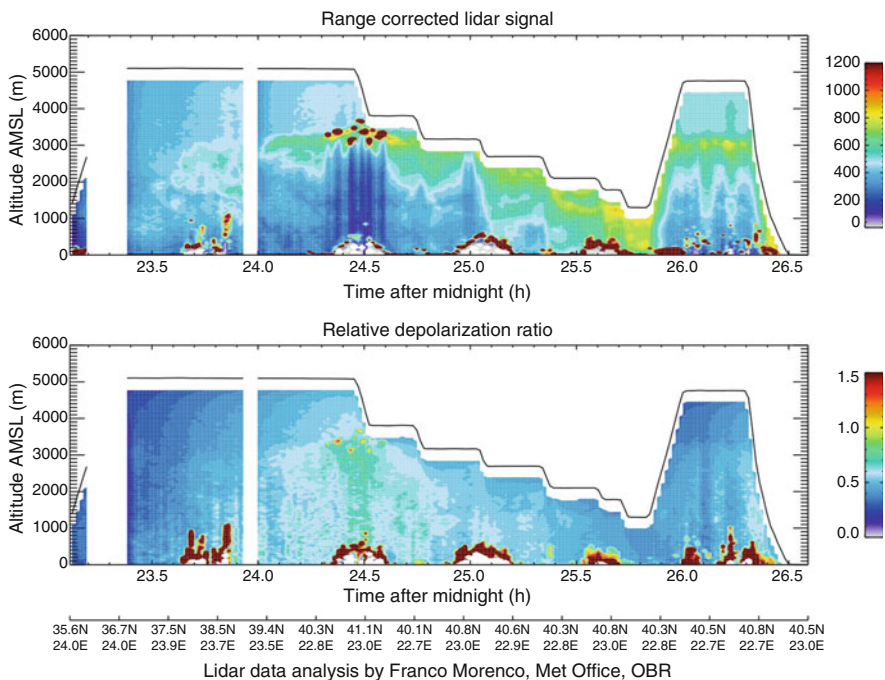 Range corrected lidar signal
6000
5000
4000
3000
2000
1000
0
Altitude AMSL (m)
23.5 24.0 24.5 25.0 25.5 26.0 26.5
Time after midnight (h)
1200
1000
800
600
400
200
0
Relative depolarization ratio
6000
5000
4000
3000
2000
1000
0
Altitude AMSL (m)
23.5 24.0 24.5 25.0 25.5 26.0 26.5
Time after midnight (h)
1.5
1.0
0.5
0.0
35.6N 36.7N 37.5N 38.5N 39.4N 40.3N 41.1N 40.1N 40.8N 40.2N 40.3N 40.8N 40.3N 40.5N 40.8N 40.5N
24.0E 24.0E 23.9E 23.7E 23.5E 22.8E 22.8E 22.7E 23.0E 22.9E 22.8E 23.0E 22.8E 22.7E 22.7E 23.0E
Lidar data analysis by Franco Morenco, Met Office, OBR